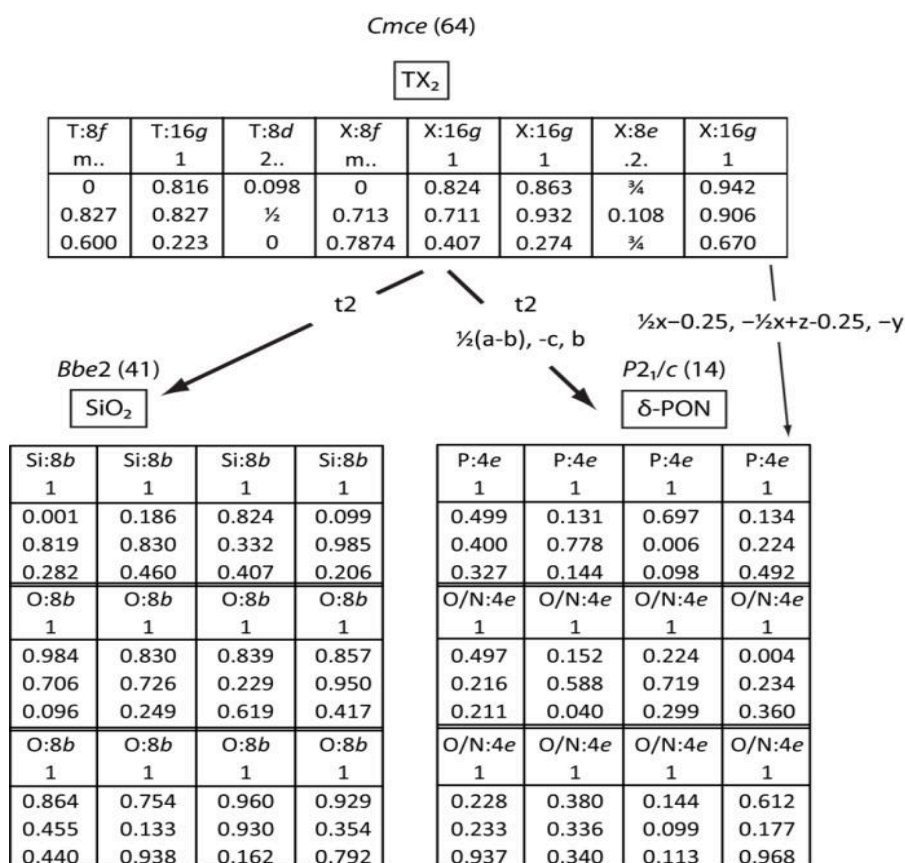 Cmce (64)
TX₂
T:8f T:16g T:8d X:8f X:16g X:16g X:8e X:16g
m.. 1 2.. m.. 1 1 .2. 1
0 0.816 0.098 0 0.824 0.863 ¾ 0.942
0.827 0.827 ½ 0.713 0.711 0.932 0.108 0.906
0.600 0.223 0 0.7874 0.407 0.274 ¾ 0.670
t2
t2
½(a-b), -c, b
½x−0.25, −½x+z-0.25, −y
Bbe2 (41)
SiO₂
P2₁/c (14)
δ-PON
Si:8b Si:8b Si:8b Si:8b
1 1 1 1
0.001 0.186 0.824 0.099
0.819 0.830 0.332 0.985
0.282 0.460 0.407 0.206
O:8b O:8b O:8b O:8b
1 1 1 1
0.984 0.830 0.839 0.857
0.706 0.726 0.229 0.950
0.096 0.249 0.619 0.417
O:8b O:8b O:8b O:8b
1 1 1 1
0.864 0.754 0.960 0.929
0.455 0.133 0.930 0.354
0.440 0.938 0.162 0.792
P:4e P:4e P:4e P:4e
1 1 1 1
0.499 0.131 0.697 0.134
0.400 0.778 0.006 0.224
0.327 0.144 0.098 0.492
O/N:4e O/N:4e O/N:4e O/N:4e
1 1 1 1
0.497 0.152 0.224 0.004
0.216 0.588 0.719 0.234
0.211 0.040 0.299 0.360
O/N:4e O/N:4e O/N:4e O/N:4e
1 1 1 1
0.228 0.380 0.144 0.612
0.233 0.336 0.099 0.177
0.937 0.340 0.113 0.968